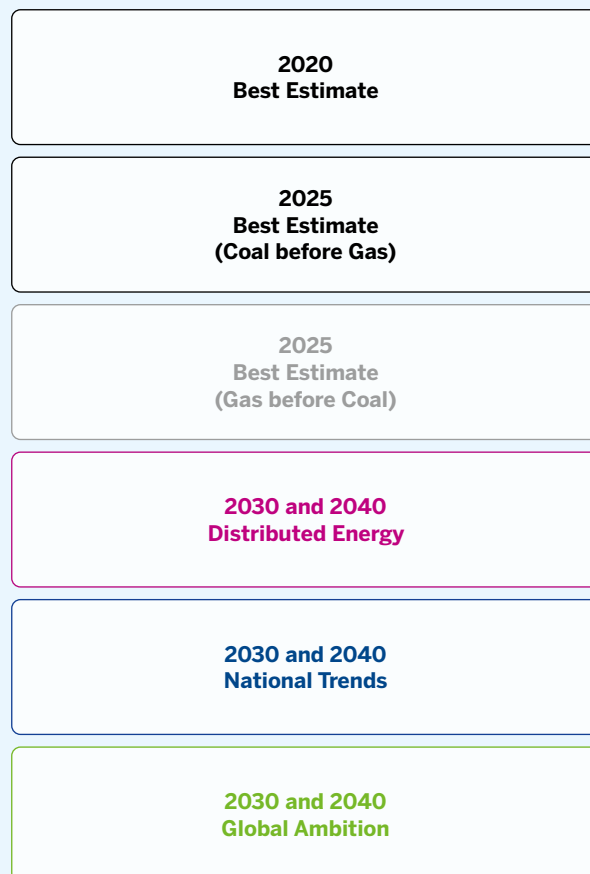 2020
Best Estimate
2025
Best Estimate
(Coal before Gas)
2025
Best Estimate
(Gas before Coal)
2030 and 2040
Distributed Energy
2030 and 2040
National Trends
2030 and 2040
Global Ambition